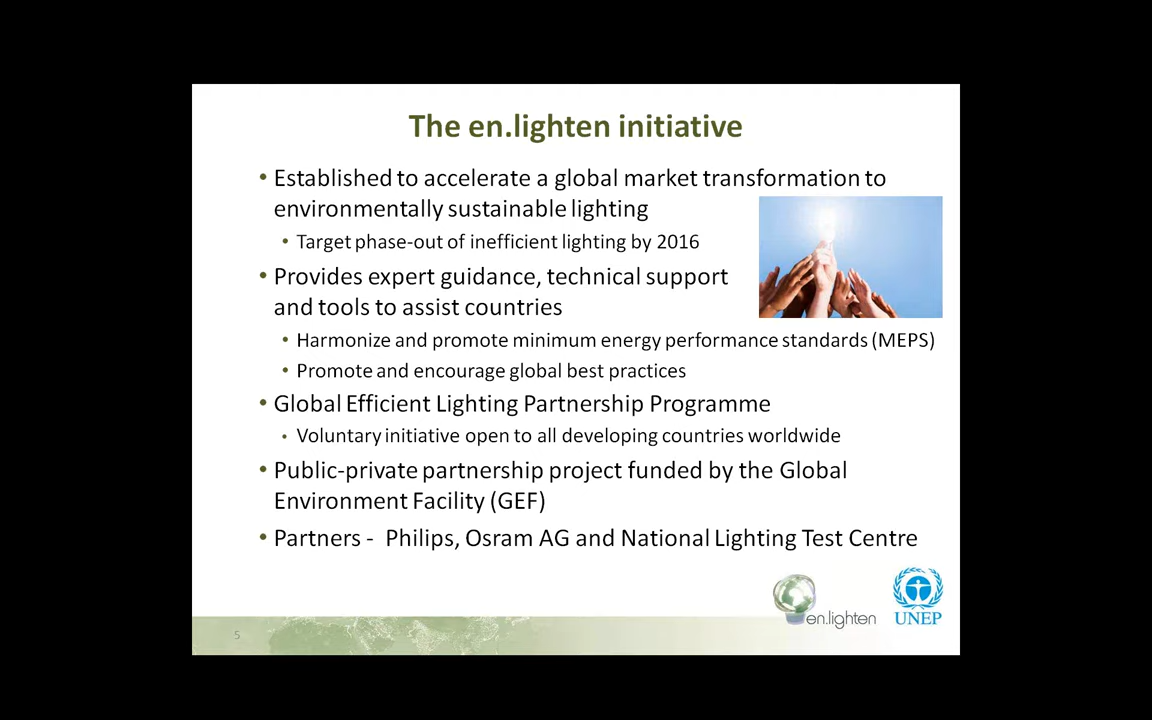 The en.lighten initiative
• Established to accelerate a global market transformation to
environmentally sustainable lighting
• Target phase-out of inefficient lighting by 2016
• Provides expert guidance, technical support
and tools to assist countries
• Harmonize and promote minimum energy performance standards (MEPS)
• Promote and encourage global best practices
• Global Efficient Lighting Partnership Programme
• Voluntary initiative open to all developing countries worldwide
• Public-private partnership project funded by the Global
Environment Facility (GEF)
• Partners - Philips, Osram AG and National Lighting Test Centre
en.lighten
UNEP
5